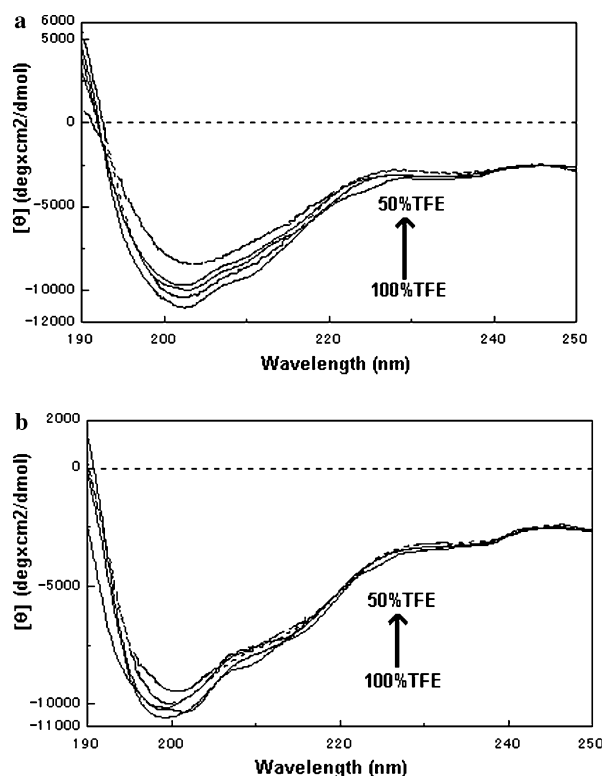 a
6000
5000
0
-5000
-10000
-12000
[θ] (degxcm2/dmol)
50%TFE
100%TFE
190 200 220 240 250
Wavelength (nm)
b
2000
0
-5000
-10000
-11000
[θ] (degxcm2/dmol)
50%TFE
100%TFE
190 200 220 240 250
Wavelength (nm)